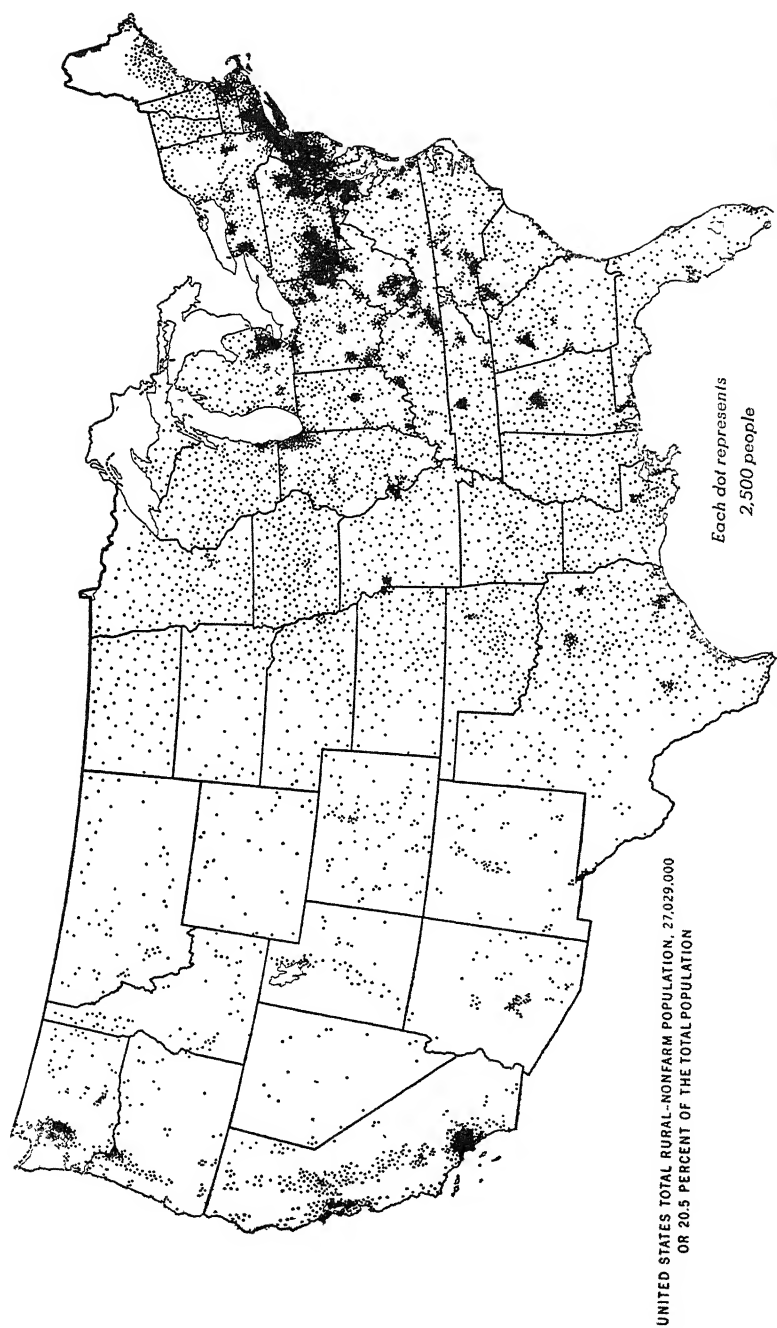 Each dot represents
2,500 people
UNITED STATES TOTAL RURAL-NONFARM POPULATION, 27,029,000
OR 20.5 PERCENT OF THE TOTAL POPULATION